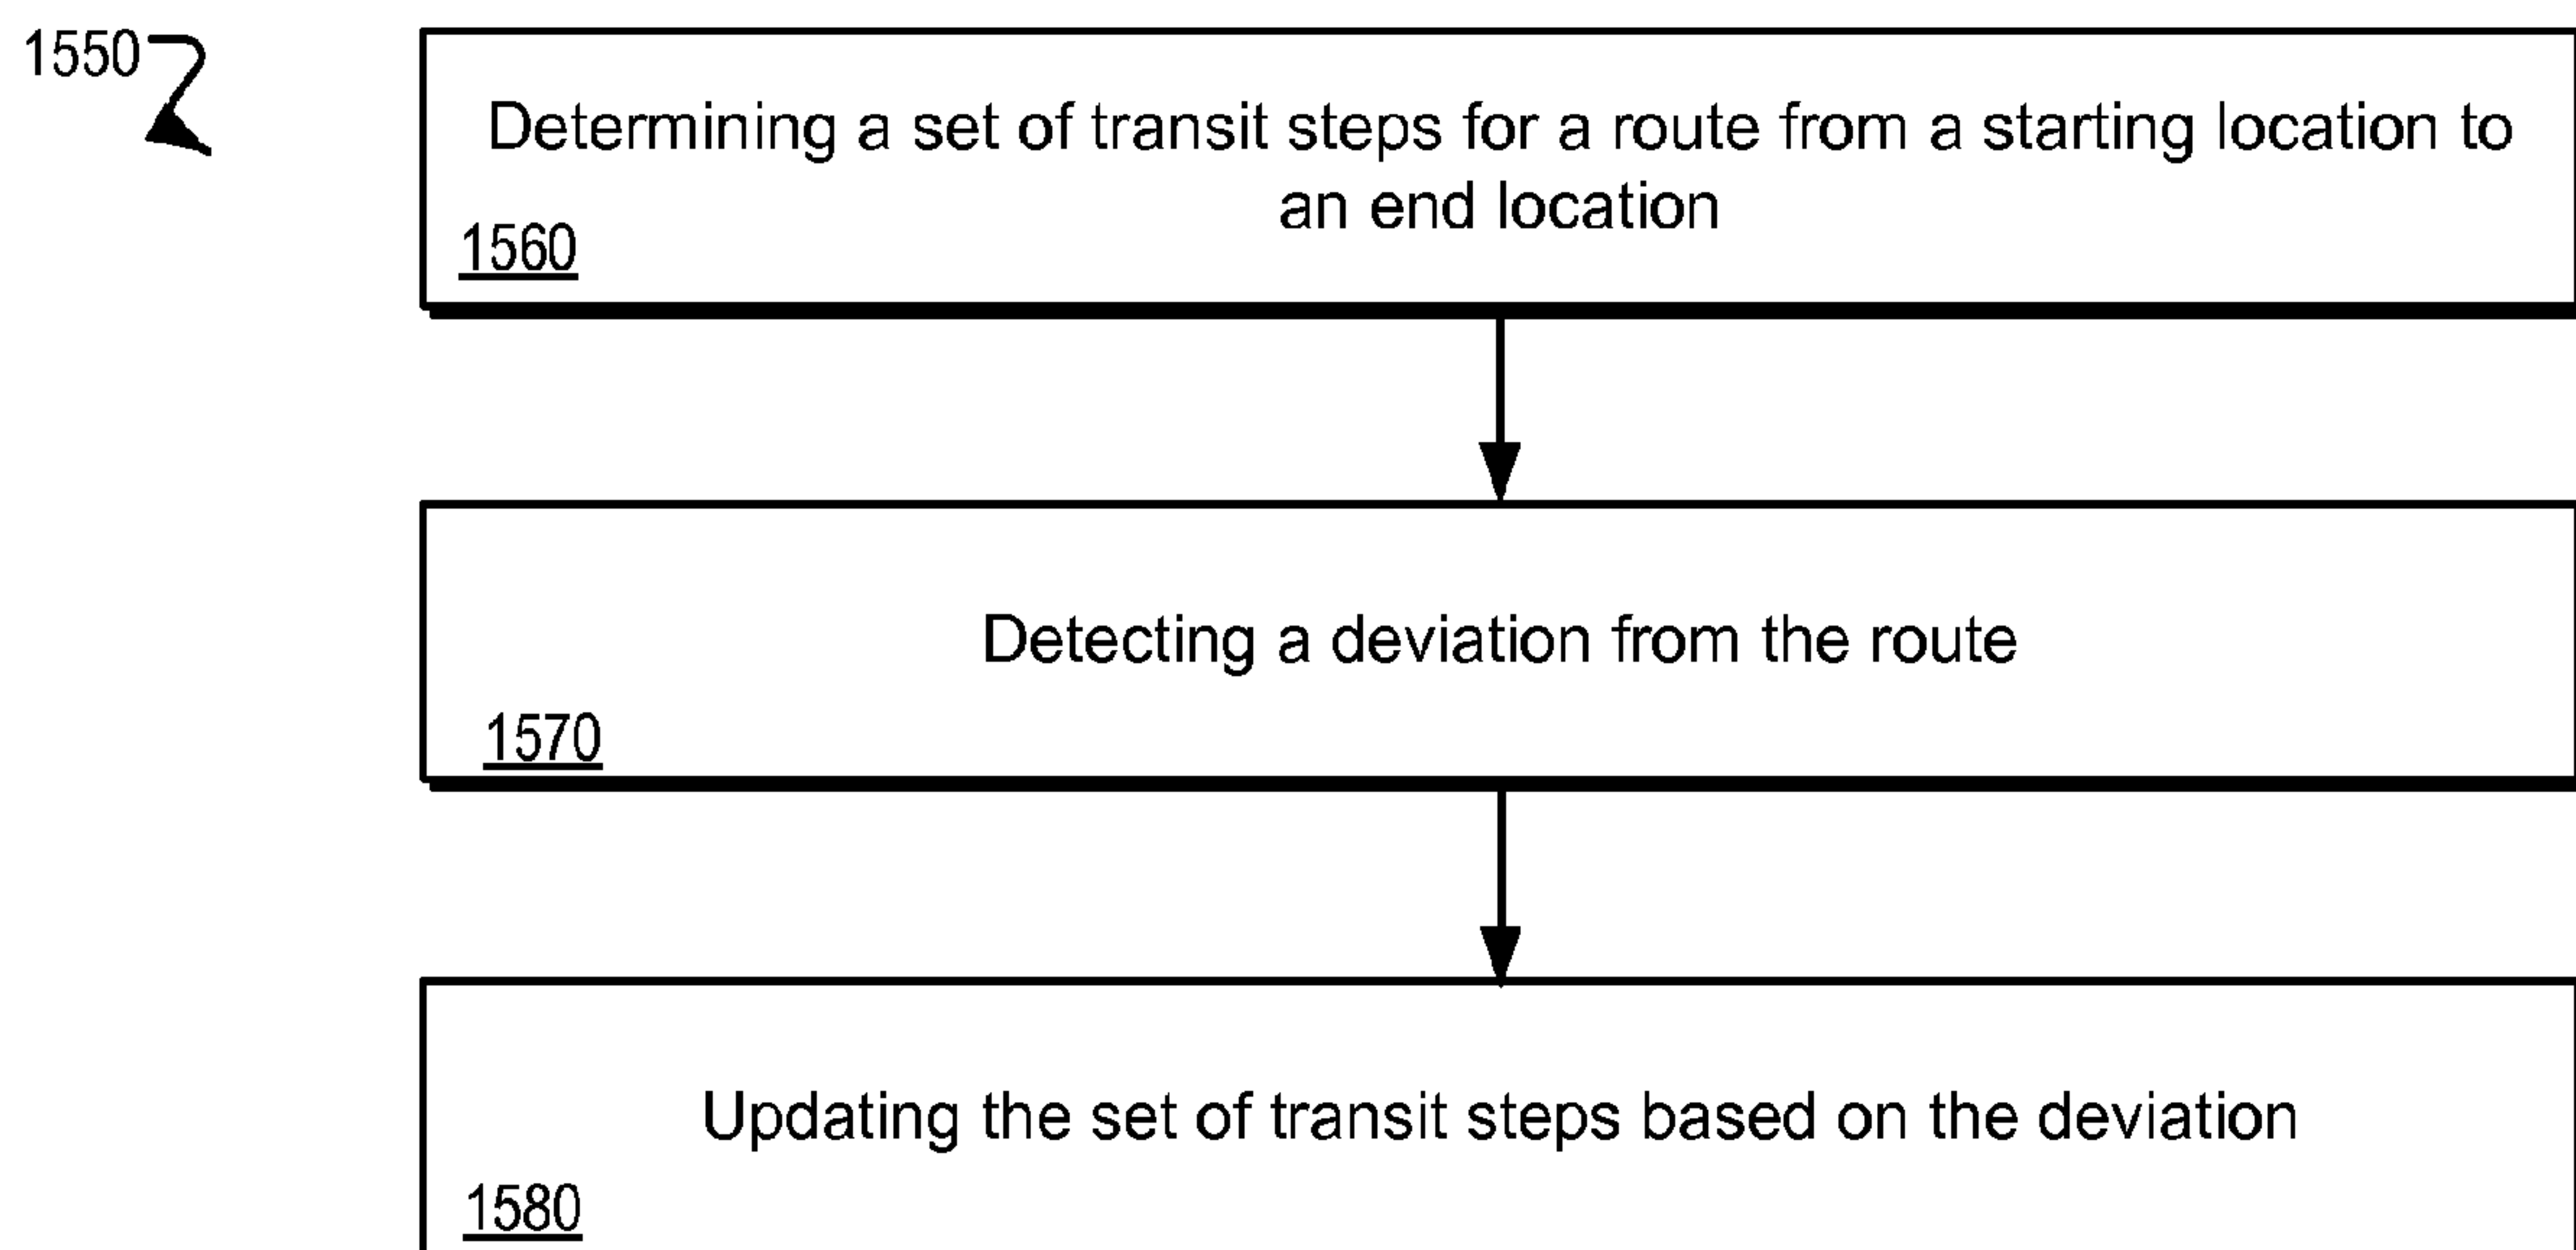 1550
Determining a set of transit steps for a route from a starting location to
an end location
1560
Detecting a deviation from the route
1570
Updating the set of transit steps based on the deviation
1580